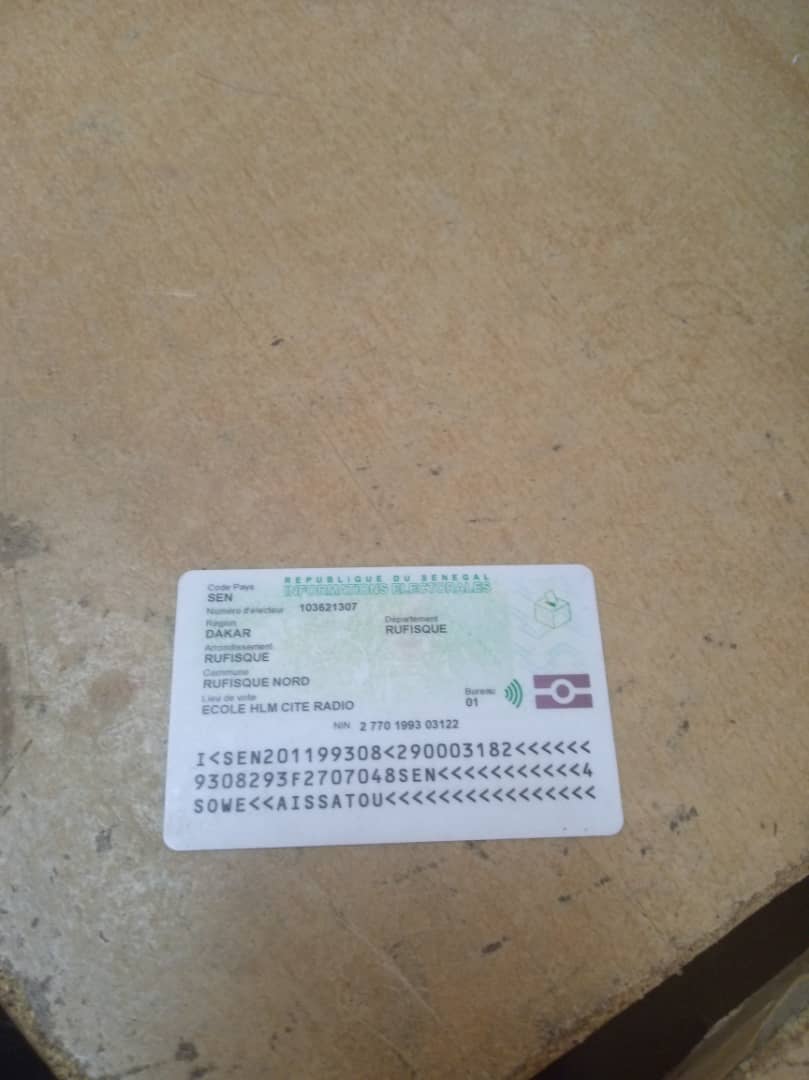 REPUBLIQUE DU SENEGAL
INFORMATIONS ELECTORALES
Code Pays
SEN
Numéro d'électeur 103621307
Région
DAKAR
Département
RUFISQUE
Arrondissement
RUFISQUE
Commune
RUFISQUE NORD
Lieu de vote
ECOLE HLM CITE RADIO
Bureau
01
NIN 2 770 1993 03122
I<SEN201199308<290003182<<<<<<
9308293F2707048SEN<<<<<<<<<<<4
SOWE<<AISSATOU<<<<<<<<<<<<<<<<